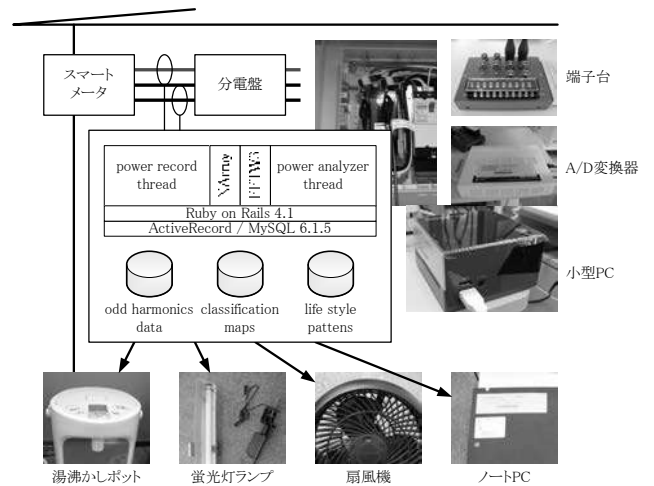 スマート
メータ
分電盤
端子台
A/D変換器
小型PC
power record
thread
NArray
FFTW3
power analyzer
thread
Ruby on Rails 4.1
ActiveRecord / MySQL 6.1.5
odd harmonics
data
classification
maps
life style
pattens
湯沸かしポット
蛍光灯ランプ
扇風機
ノートPC